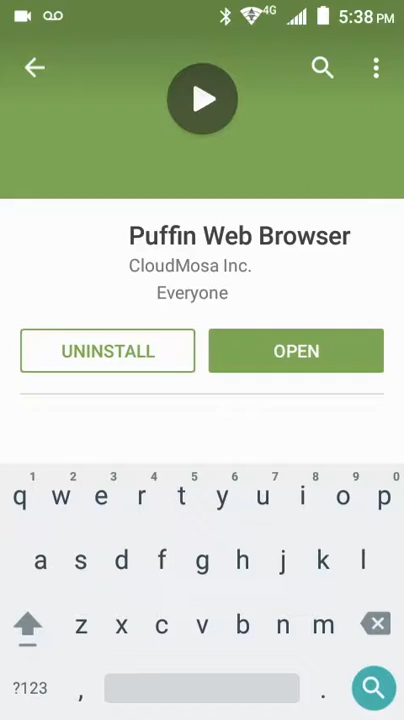 4G 5:38 PM
Puffin Web Browser
CloudMosa Inc.
Everyone
UNINSTALL OPEN
1 2 3 4 5 6 7 8 9 0
q w e r t y u i o p
a s d f g h j k l
z x c v b n m
?123 , .